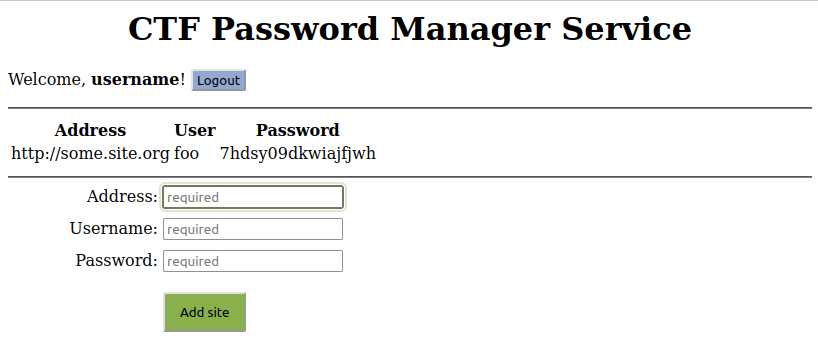 CTF Password Manager Service
Welcome, username! Logout
Address User Password
http://some.site.org foo 7hdsy09dkwiajfjwh
Address: required
Username: required
Password: required
Add site